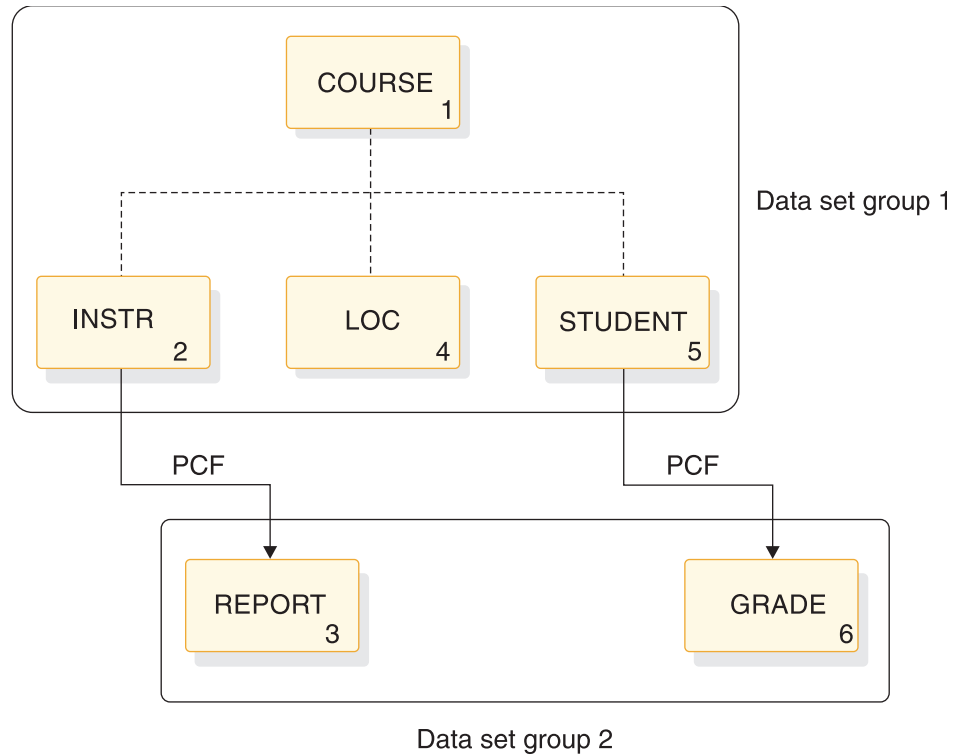 COURSE
1
Data set group 1
INSTR
2
LOC
4
STUDENT
5
PCF
PCF
REPORT
3
GRADE
6
Data set group 2